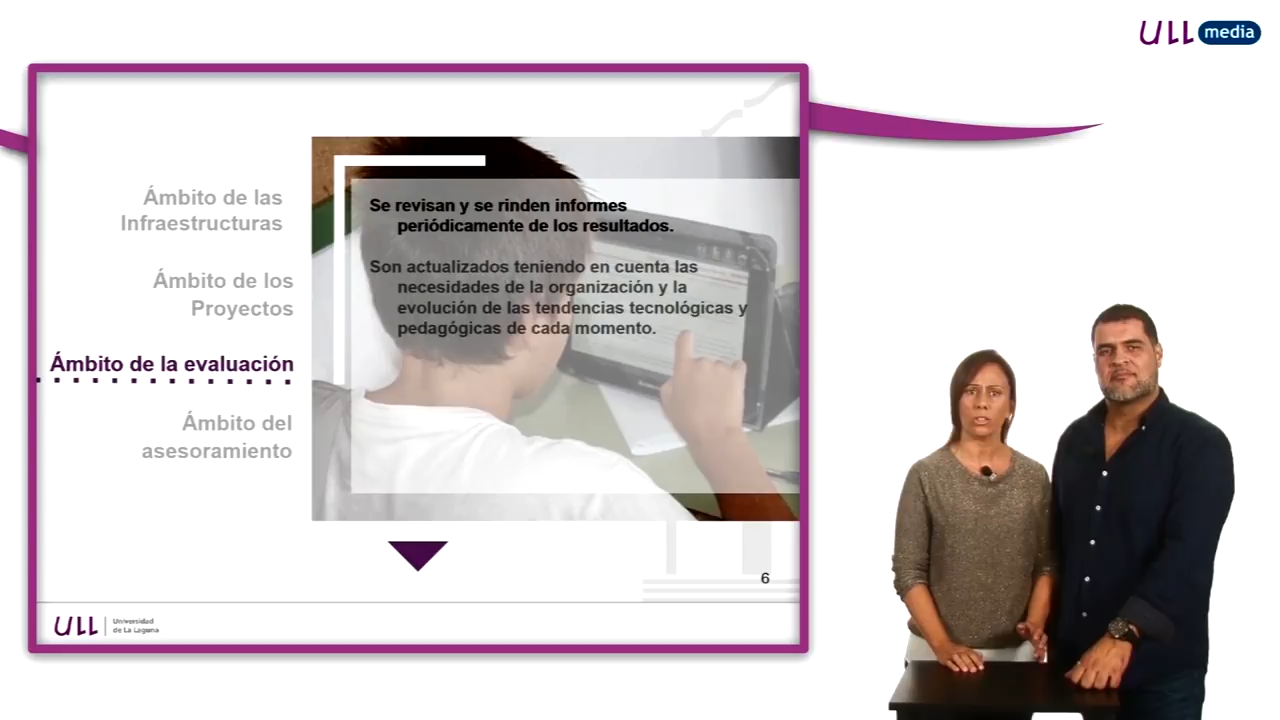 ULL media
Ámbito de las
Infraestructuras
Ámbito de los
Proyectos
Ámbito de la evaluación
Ámbito del
asesoramiento
Se revisan y se rinden informes
periódicamente de los resultados.
Son actualizados teniendo en cuenta las
necesidades de la organización y la
evolución de las tendencias tecnológicas y
pedagógicas de cada momento.
6
ULL
Universidad
de La Laguna